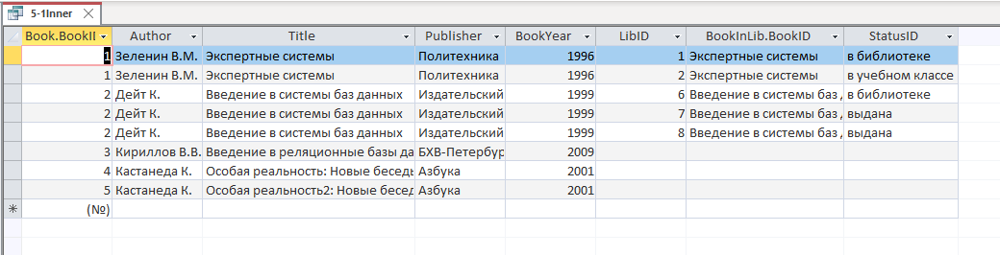 5-1Inner
Book.BookII Author Title Publisher BookYear LibID BookInLib.BookID StatusID
1 Зеленин В.М. Экспертные системы Политехника 1996 1 Экспертные системы в библиотеке
1 Зеленин В.М. Экспертные системы Политехника 1996 2 Экспертные системы в учебном классе
2 Дейт К. Введение в системы баз данных Издательский 1999 6 Введение в системы баз в библиотеке
2 Дейт К. Введение в системы баз данных Издательский 1999 7 Введение в системы баз выдана
2 Дейт К. Введение в системы баз данных Издательский 1999 8 Введение в системы баз выдана
3 Кириллов В.В. Введение в реляционные базы да БХВ-Петербур 2009
4 Кастанеда К. Особая реальность: Новые бесед Азбука 2001
5 Кастанеда К. Особая реальность2: Новые бесед Азбука 2001
(№)